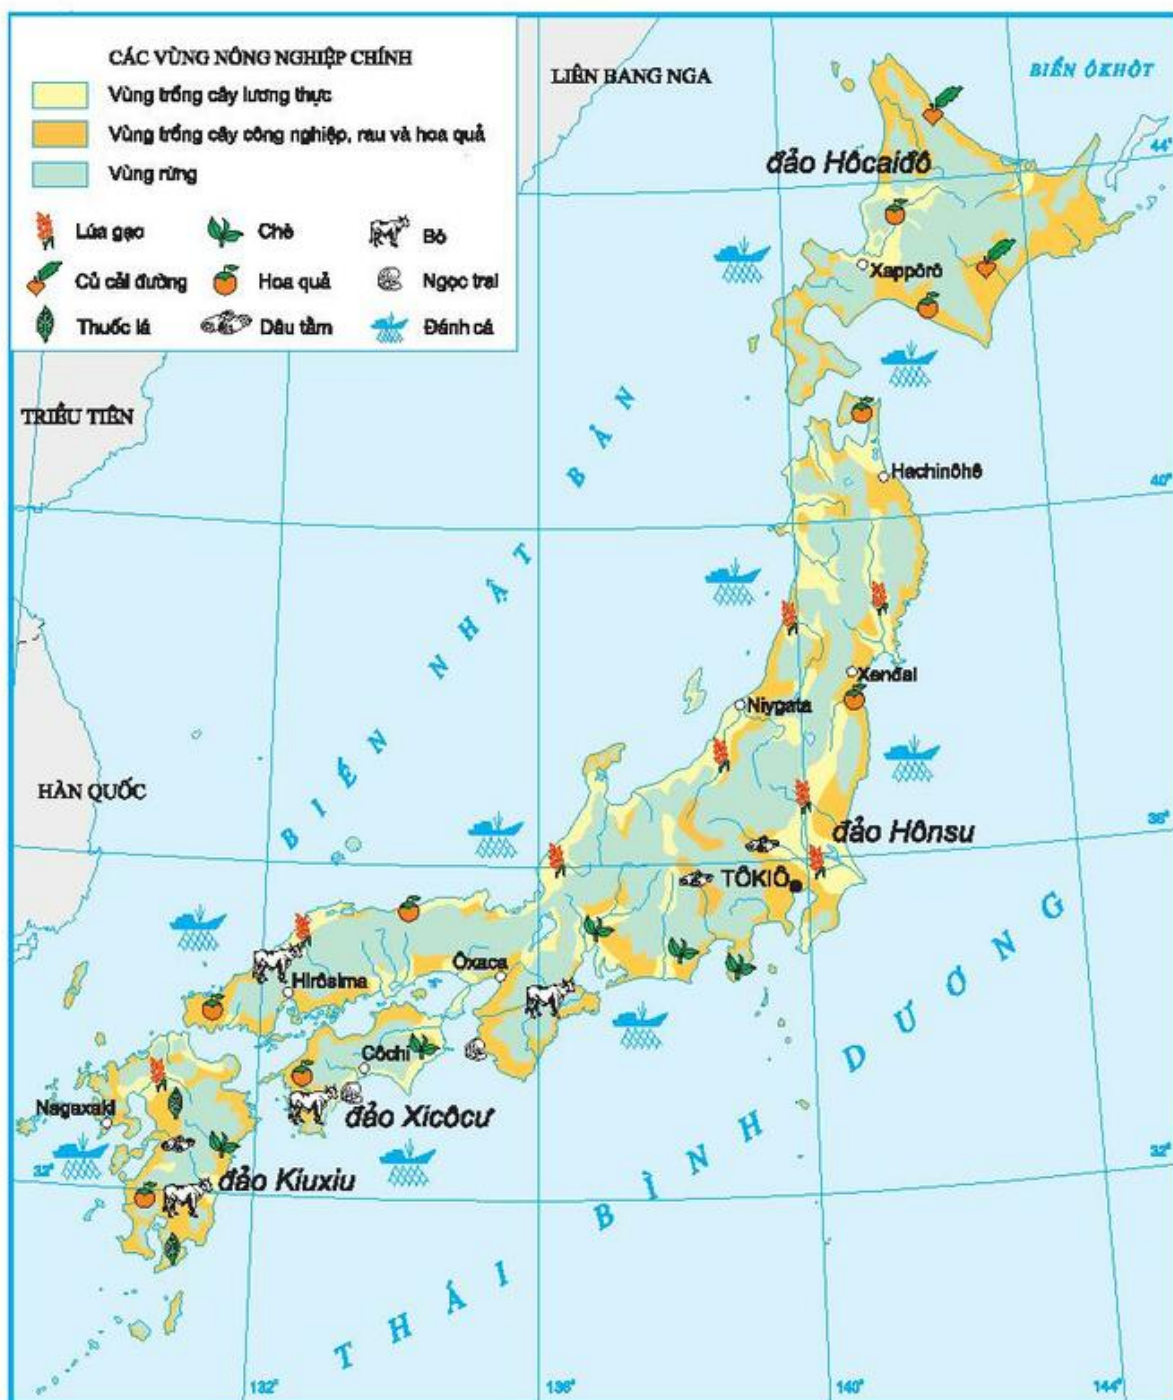 CÁC VÙNG NÔNG NGHIỆP CHÍNH
Vùng trồng cây lương thực
Vùng trồng cây công nghiệp, rau và hoa quả
Vùng rừng
Lúa gạo
Chè
Bò
Củ cải đường
Hoa quả
Ngọc trai
Thuốc lá
Dâu tằm
Đánh cá
LIÊN BANG NGA
BIỂN ÔKHÔT
44°
đảo Hôcaiđô
Xappôrô
TRIỀU TIÊN
BIỂN NHẬT BẢN
Hachinôhê
40°
Xenđai
Niygata
HÀN QUỐC
36°
đảo Hônsu
TÔKIÔ
Ôxaca
Hirôsima
Côchi
Nagaxaki
đảo Xicôcư
32°
32°
đảo Kiuxiu
THÁI BÌNH DƯƠNG
132°
136°
140°
144°